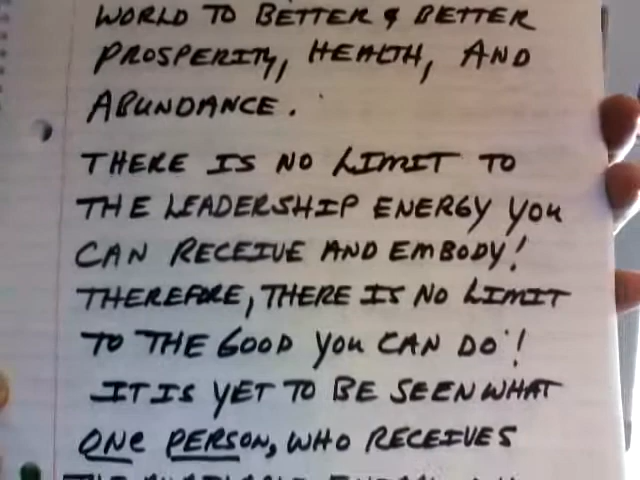 WORLD TO BETTER & BETTER
PROSPERITY, HEALTH, AND
ABUNDANCE.
THERE IS NO LIMIT TO
THE LEADERSHIP ENERGY YOU
CAN RECEIVE AND EMBODY!
THEREFORE, THERE IS NO LIMIT
TO THE GOOD YOU CAN DO!
IT IS YET TO BE SEEN WHAT
ONE PERSON, WHO RECEIVES